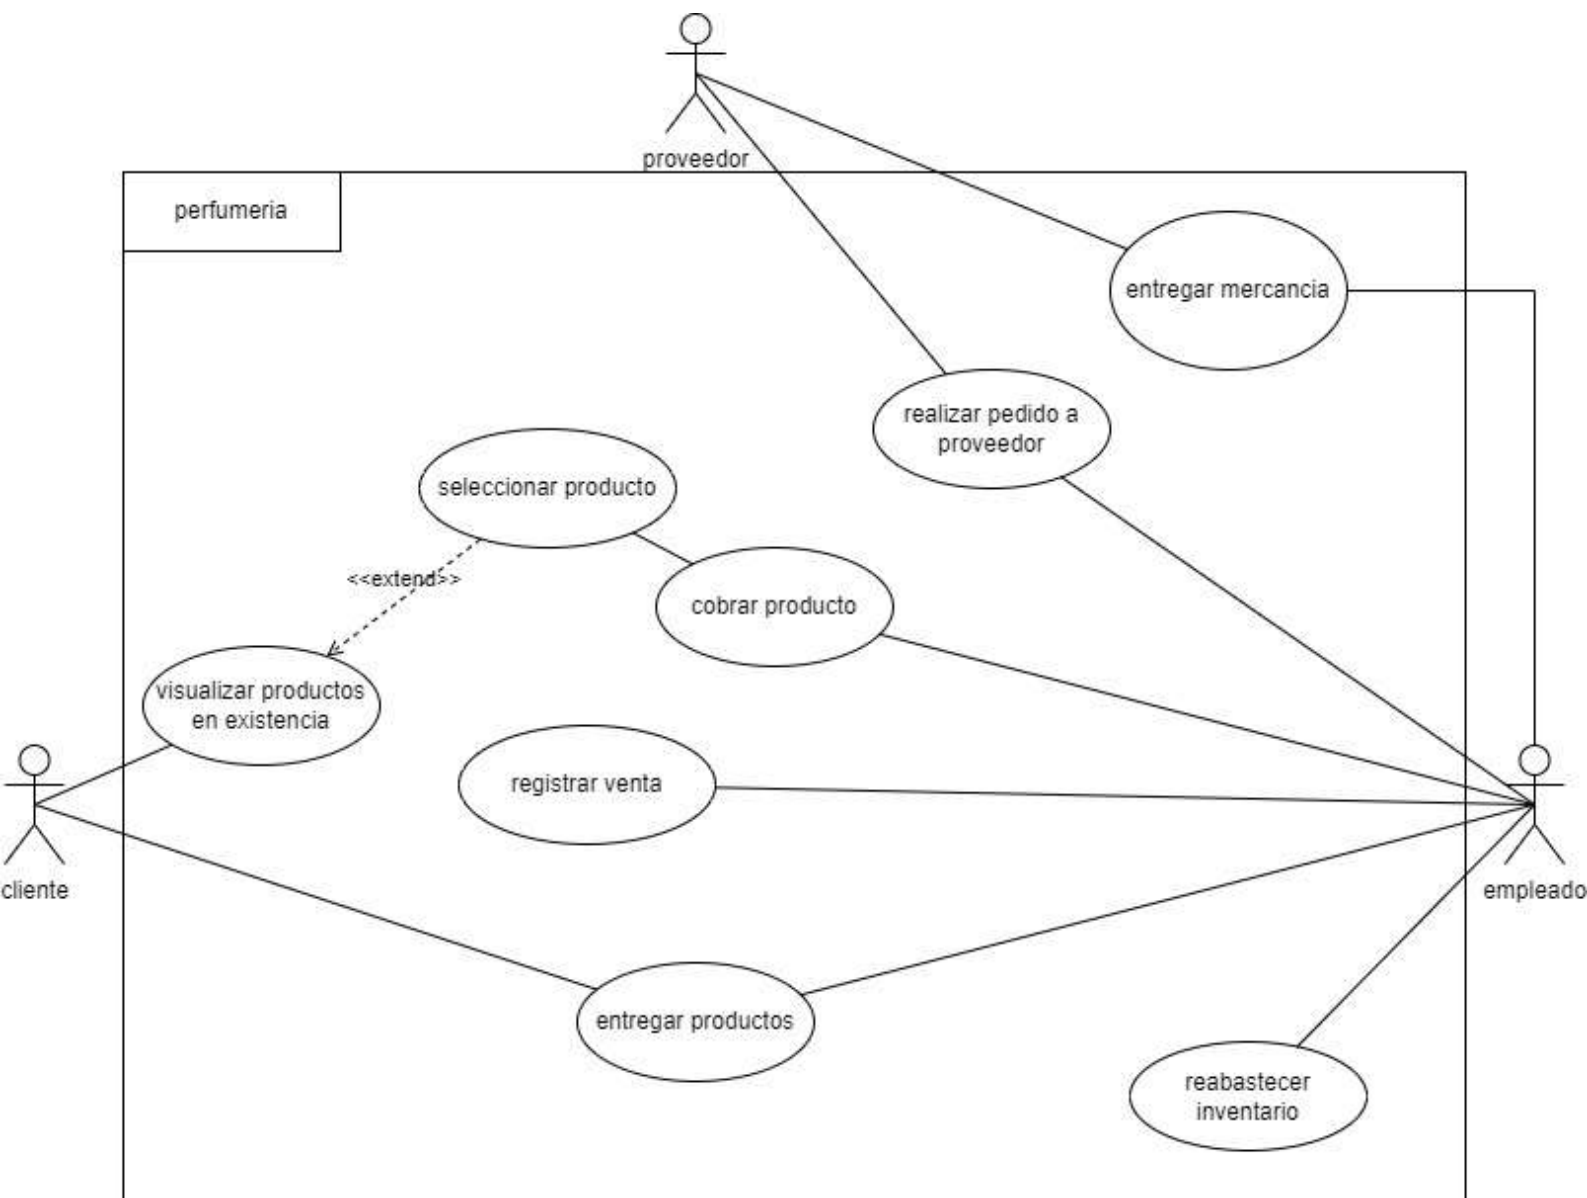 proveedor
perfumeria
entregar mercancia
realizar pedido a
proveedor
seleccionar producto
<<extend>>
cobrar producto
visualizar productos
en existencia
registrar venta
cliente
empleado
entregar productos
reabastecer
inventario